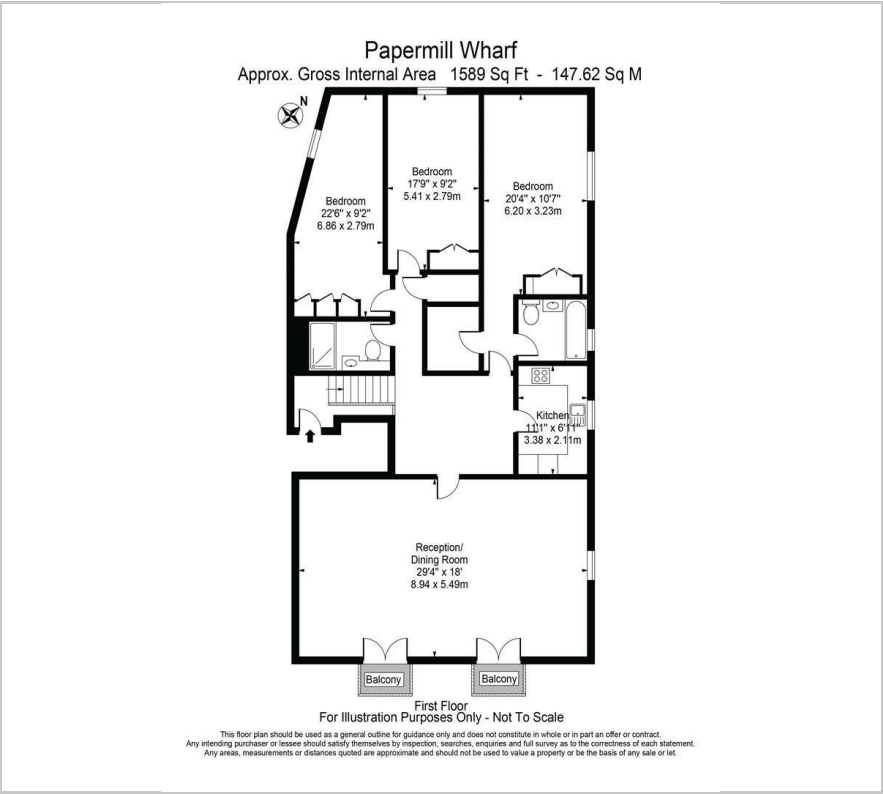 Papermill Wharf
Approx. Gross Internal Area 1589 Sq Ft - 147.62 Sq M
N
Bedroom
22'6" x 9'2"
6.86 x 2.79m
Bedroom
17'9" x 9'2"
5.41 x 2.79m
Bedroom
20'4" x 10'7"
6.20 x 3.23m
Kitchen
11'1" x 6'11"
3.38 x 2.11m
Reception/
Dining Room
29'4" x 18'
8.94 x 5.49m
Balcony
Balcony
First Floor
For Illustration Purposes Only - Not To Scale
This floor plan should be used as a general outline for guidance only and does not constitute in whole or in part an offer or contract.
Any intending purchaser or lessee should satisfy themselves by inspection, searches, enquiries and full survey as to the correctness of each statement.
Any areas, measurements or distances quoted are approximate and should not be used to value a property or be the basis of any sale or let.